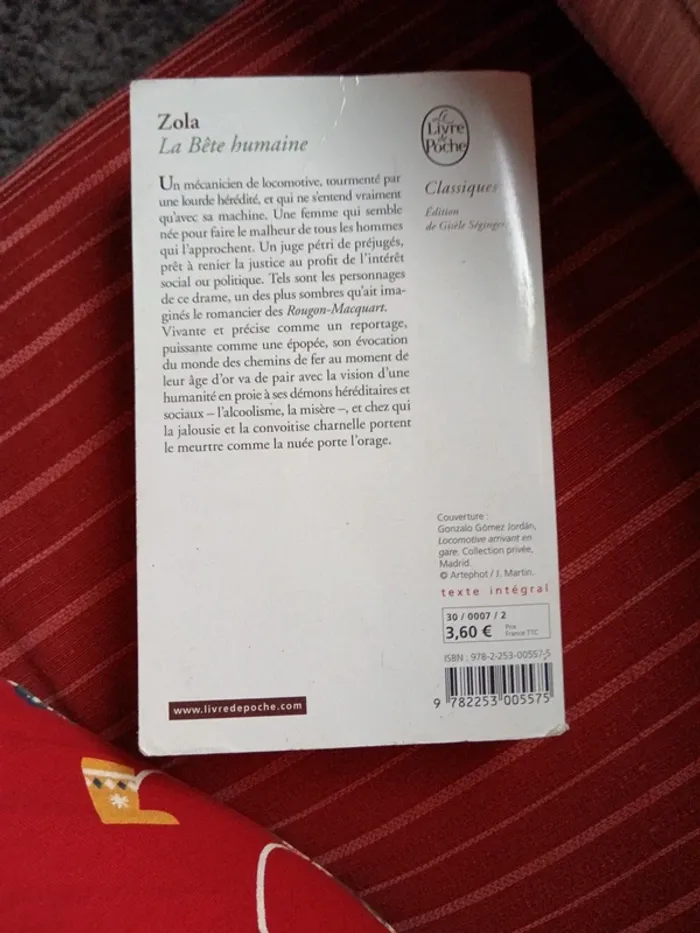 Zola
La Bête humaine
Un mécanicien de locomotive, tourmenté par
une lourde hérédité, et qui ne s'entend vraiment
qu'avec sa machine. Une femme qui semble
née pour faire le malheur de tous les hommes
qui l'approchent. Un juge pétri de préjugés,
prêt à renier la justice au profit de l'intérêt
social ou politique. Tels sont les personnages
de ce drame, un des plus sombres qu'ait ima-
ginés le romancier des Rougon-Macquart.
Vivante et précise comme un reportage,
puissante comme une épopée, son évocation
du monde des chemins de fer au moment de
leur âge d'or va de pair avec la vision d'une
humanité en proie à ses démons héréditaires et
sociaux – l'alcoolisme, la misère –, et chez qui
la jalousie et la convoitise charnelle portent
le meurtre comme la nuée porte l'orage.
Le
Livre
de
Poche
Classiques
Édition
de Gisèle Séginger
Couverture :
Gonzalo Gómez Jordán,
Locomotive arrivant en
gare. Collection privée,
Madrid.
© Artephot / J. Martin.
texte intégral
30 / 0007 / 2
3,60 €
Prix
France TTC
ISBN : 978-2-253-00557-5
9 782253 005575
www.livredepoche.com